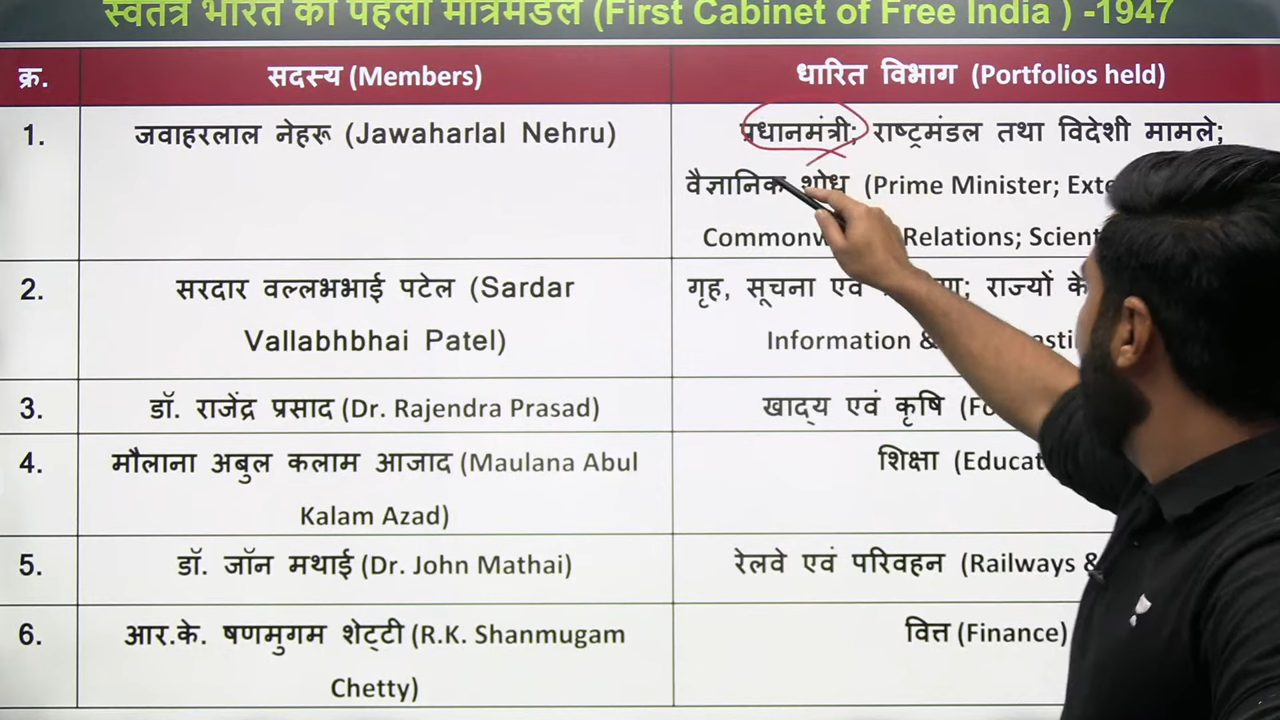 स्वतंत्र भारत का पहला मंत्रिमंडल (First Cabinet of Free India ) -1947
क्र. सदस्य (Members) धारित विभाग (Portfolios held)
1. जवाहरलाल नेहरू (Jawaharlal Nehru) प्रधानमंत्री; राष्ट्रमंडल तथा विदेशी मामले;
वैज्ञानिक शोध (Prime Minister;
Relations;
2. सरदार वल्लभभाई पटेल (Sardar गृह, सूचना एवं राज्यों के
Vallabhbhai Patel) Information &
3. डॉ. राजेंद्र प्रसाद (Dr. Rajendra Prasad) खाद्य एवं कृषि
4. मौलाना अबुल कलाम आजाद (Maulana Abul शिक्षा
Kalam Azad)
5. डॉ. जॉन मथाई (Dr. John Mathai) रेलवे एवं परिवहन (Railways &
6. आर.के. षणमुगम शेट्टी (R.K. Shanmugam वित्त (Finance)
Chetty)